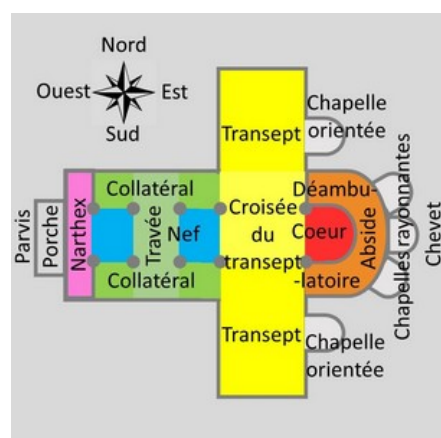 Nord
Ouest
Est
Sud
Chapelle
orientée
Transept
Collatéral
Déambu-
Chapelles rayonnantes
Parvis
Porche
Narthex
Travée
Nef
Croisée
du
transept
Coeur
Abside
Chevet
Collatéral
-latoire
Transept
Chapelle
orientée